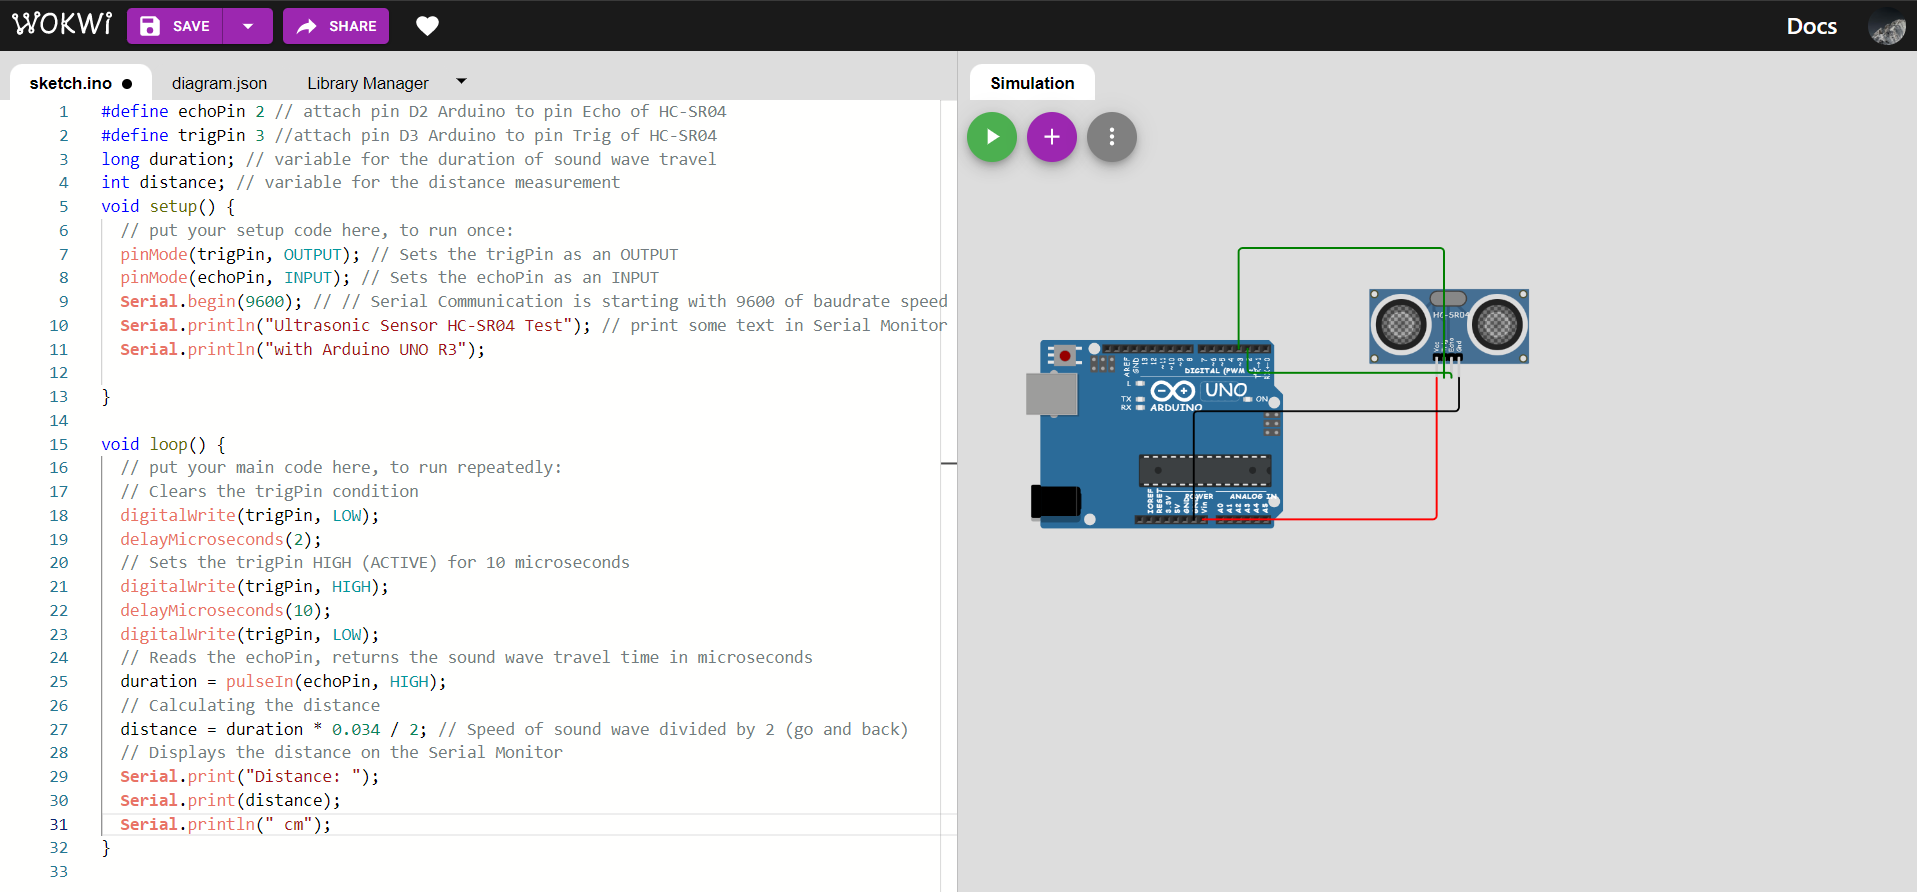 WOKWi
SAVE
SHARE
Docs
sketch.ino
diagram.json
Library Manager
1 #define echoPin 2 // attach pin D2 Arduino to pin Echo of HC-SR04
2 #define trigPin 3 //attach pin D3 Arduino to pin Trig of HC-SR04
3 long duration; // variable for the duration of sound wave travel
4 int distance; // variable for the distance measurement
5 void setup() {
6 // put your setup code here, to run once:
7 pinMode(trigPin, OUTPUT); // Sets the trigPin as an OUTPUT
8 pinMode(echoPin, INPUT); // Sets the echoPin as an INPUT
9 Serial.begin(9600); // // Serial Communication is starting with 9600 of baudrate speed
10 Serial.println("Ultrasonic Sensor HC-SR04 Test"); // print some text in Serial Monitor
11 Serial.println("with Arduino UNO R3");
12
13 }
14
15 void loop() {
16 // put your main code here, to run repeatedly:
17 // Clears the trigPin condition
18 digitalWrite(trigPin, LOW);
19 delayMicroseconds(2);
20 // Sets the trigPin HIGH (ACTIVE) for 10 microseconds
21 digitalWrite(trigPin, HIGH);
22 delayMicroseconds(10);
23 digitalWrite(trigPin, LOW);
24 // Reads the echoPin, returns the sound wave travel time in microseconds
25 duration = pulseIn(echoPin, HIGH);
26 // Calculating the distance
27 distance = duration * 0.034 / 2; // Speed of sound wave divided by 2 (go and back)
28 // Displays the distance on the Serial Monitor
29 Serial.print("Distance: ");
30 Serial.print(distance);
31 Serial.println(" cm");
32 }
33
Simulation
HC-SR04
Vcc
Echo
Gnd
AREF
GND
13
12
~11
~10
~9
8
7
~6
~5
4
~3
DIGITAL (PWM
L
TX
RX
UNO
ON
ARDUINO
IOREF
RESET
3.3V
5V
GND
Vin
POWER
ANALOG IN
A0
A1
A2
A3
A4
A5